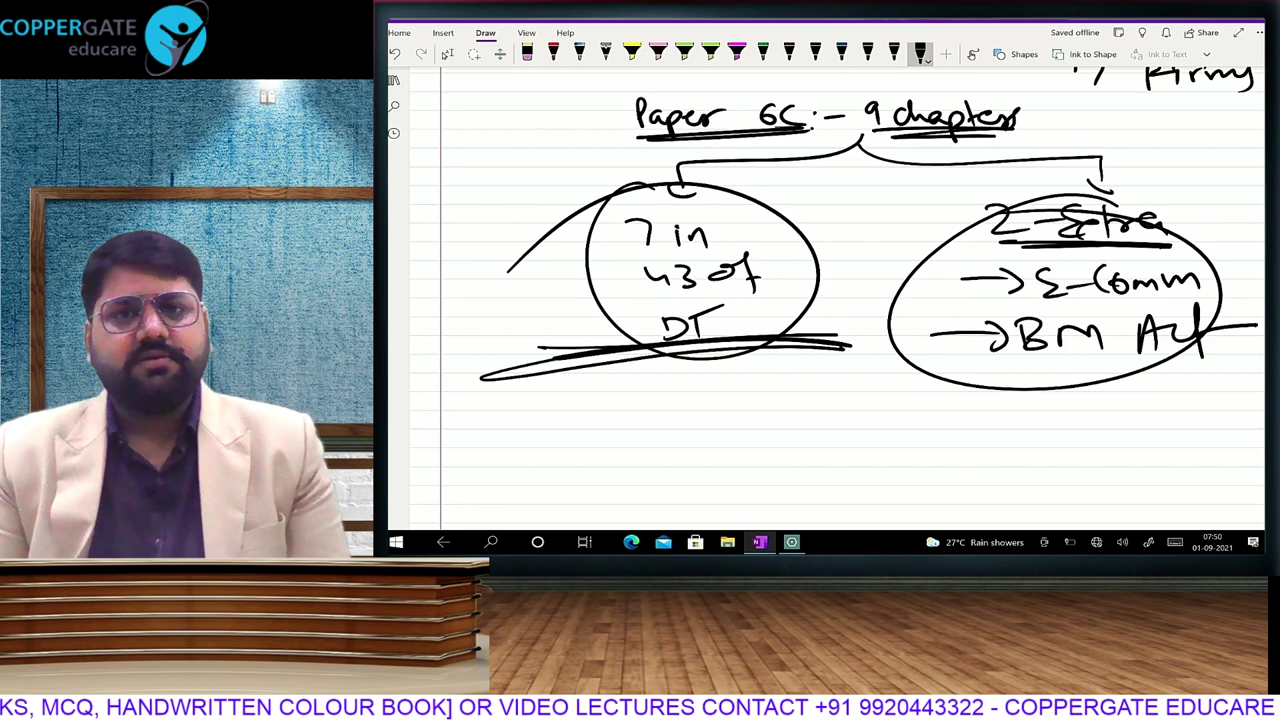 COPPERGATE
educare
Home Insert Draw View Help
Saved offline Share
Shapes Ink to Shape Ink to Text
Paper 6C:- 9 chapters
7 in
43 of
DT
2-Extra
→ E-Comm
→ BM Act
27°C Rain showers
07:50
01-09-2021
KS, MCQ, HANDWRITTEN COLOUR BOOK] OR VIDEO LECTURES CONTACT +91 9920443322 - COPPERGATE EDUCARE